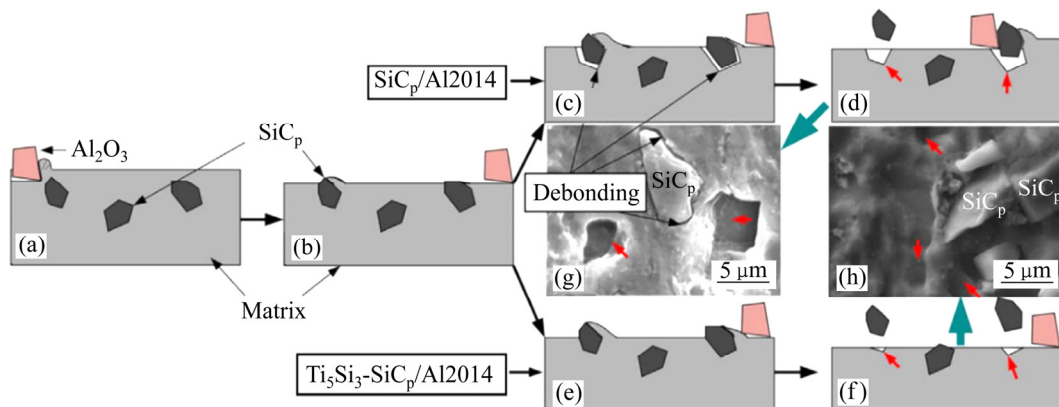 SiCp/Al2014
(c)
(d)
SiCp
Al2O3
Debonding
SiCp
SiCp
SiCp
(a)
(b)
(g)
5 μm
(h)
5 μm
Matrix
Ti5Si3-SiCp/Al2014
(e)
(f)